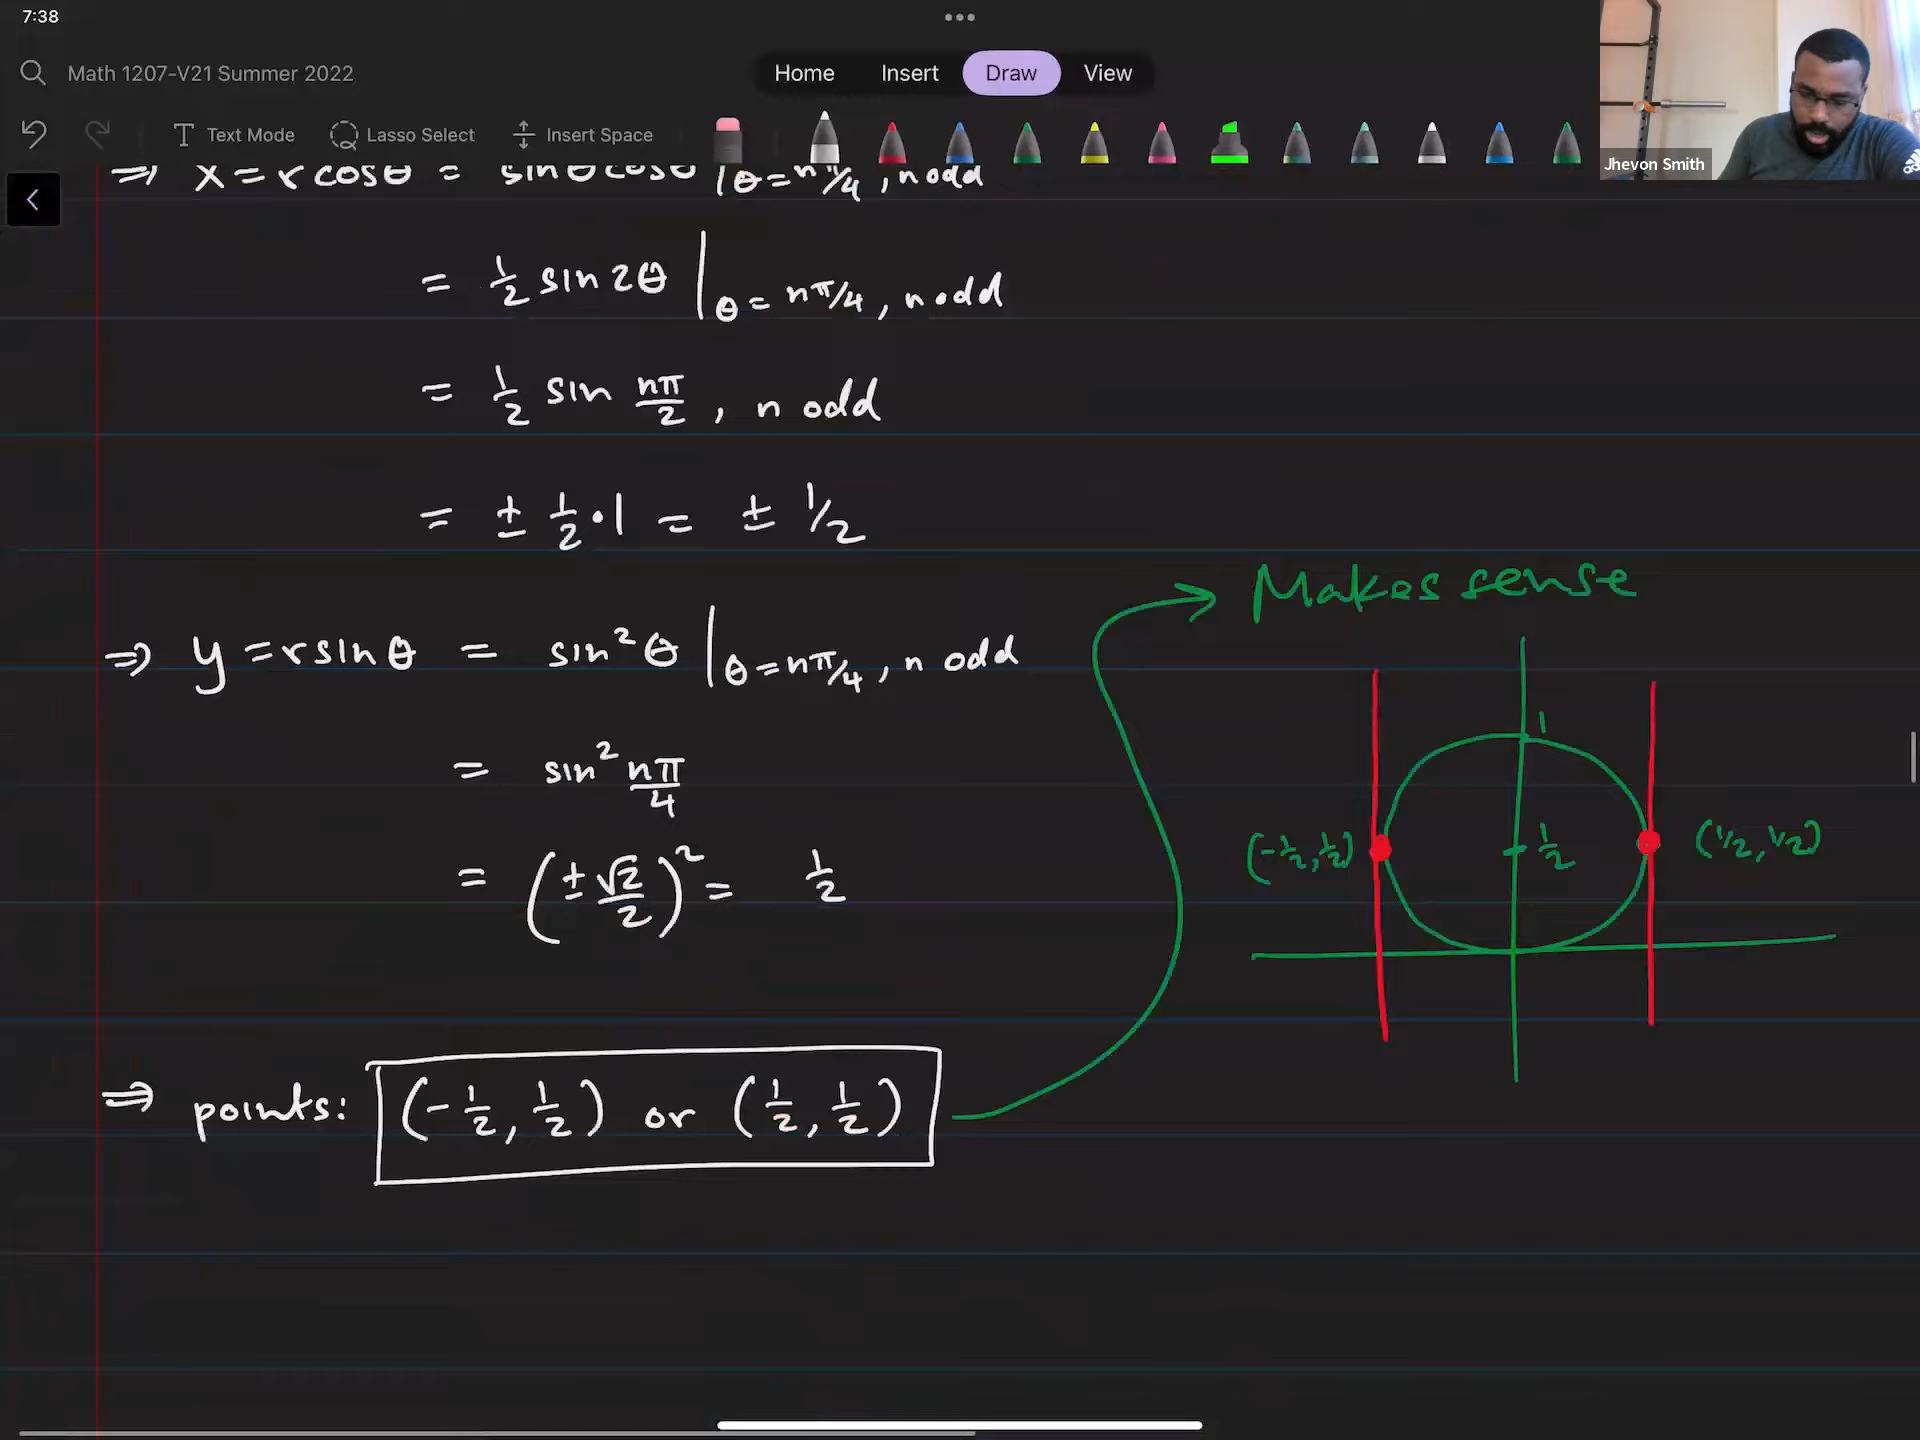 7:38
Math 1207-V21 Summer 2022
Home Insert Draw View
Text Mode Lasso Select Insert Space
Jhevon Smith
⇒ x = r cosθ = sinθ cosθ |θ = nπ/4, n odd
= 1/2 sin 2θ |θ = nπ/4, n odd
= 1/2 sin nπ/2, n odd
= ± 1/2 · 1 = ± 1/2
⇒ y = r sin θ = sin² θ |θ = nπ/4, n odd
= sin² nπ/4
= (± √2/2)² = 1/2
⇒ points: (-1/2, 1/2) or (1/2, 1/2)
Makes sense
1
(-1/2, 1/2) 1/2 (1/2, 1/2)